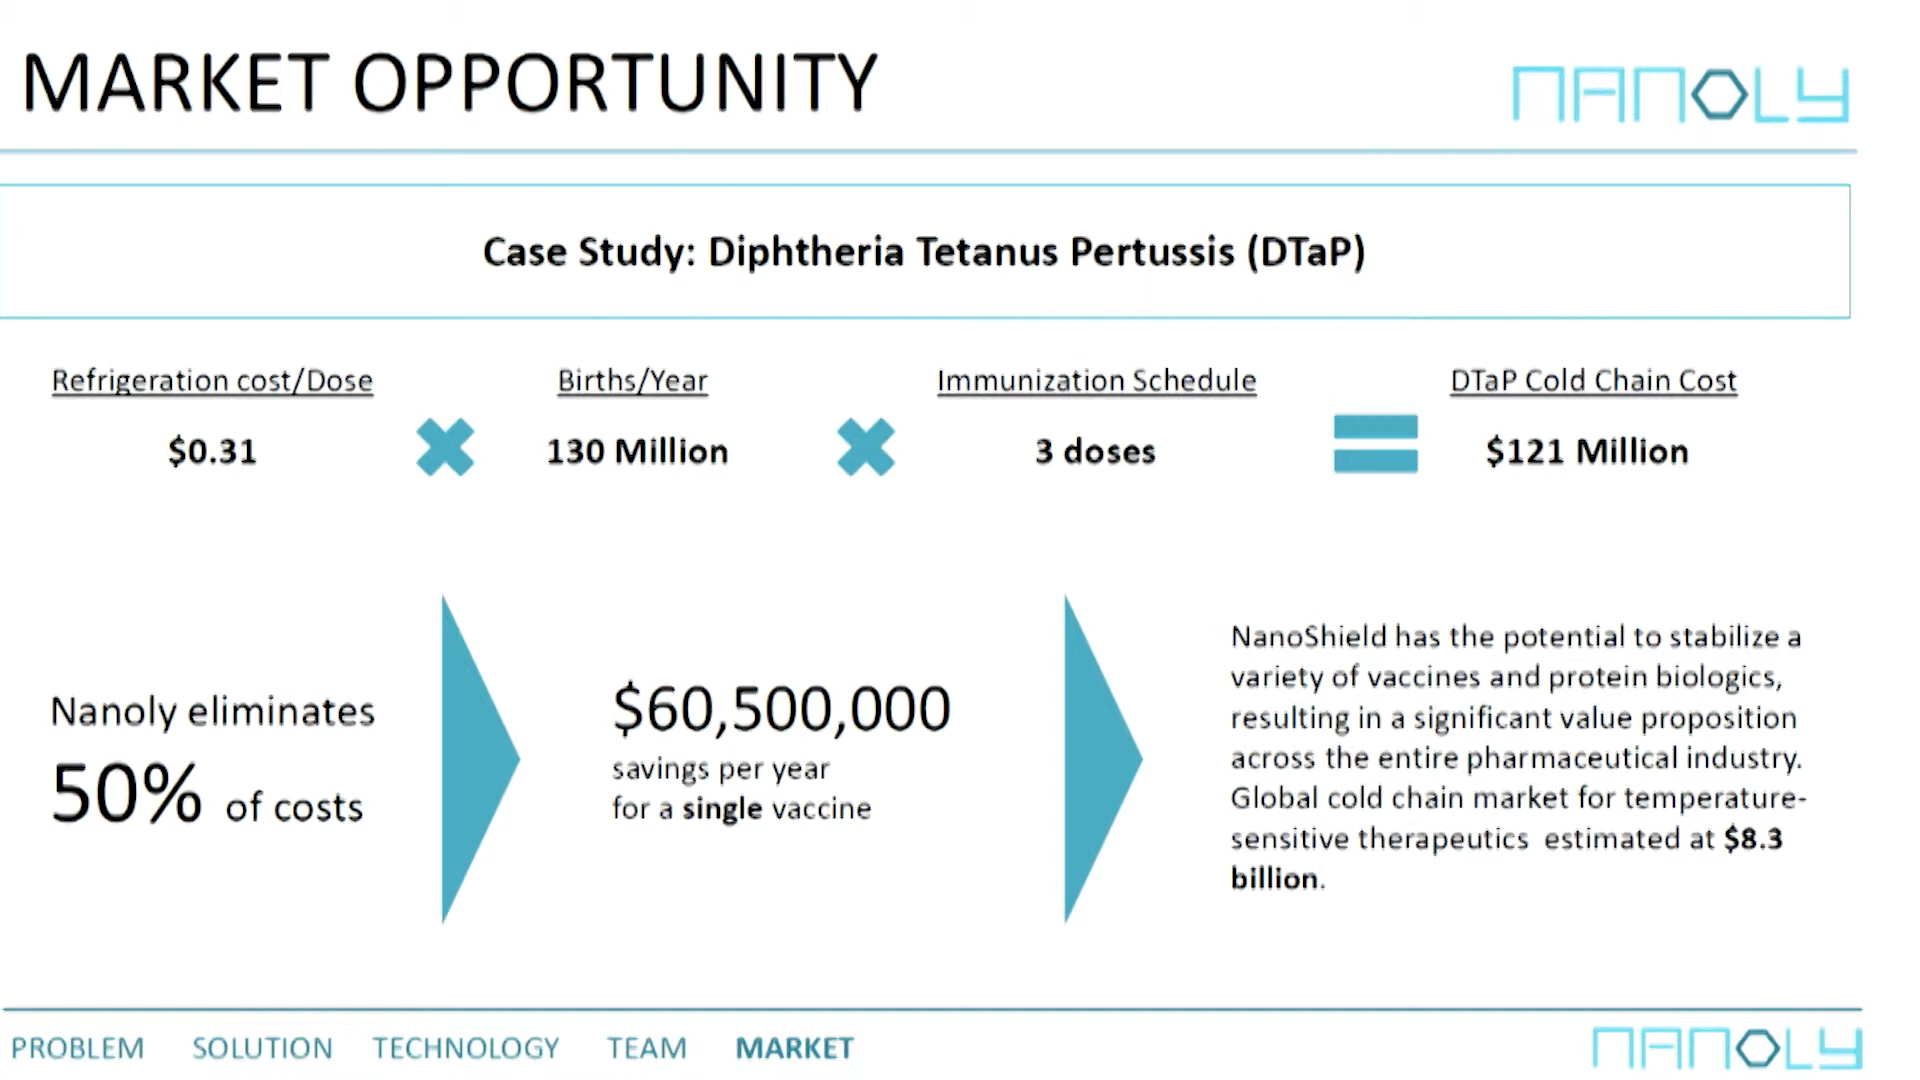 MARKET OPPORTUNITY
NANOLY
Case Study: Diphtheria Tetanus Pertussis (DTaP)
Refrigeration cost/Dose
Births/Year
Immunization Schedule
DTaP Cold Chain Cost
$0.31
130 Million
3 doses
$121 Million
Nanoly eliminates
50% of costs
$60,500,000
savings per year
for a single vaccine
NanoShield has the potential to stabilize a
variety of vaccines and protein biologics,
resulting in a significant value proposition
across the entire pharmaceutical industry.
Global cold chain market for temperature-
sensitive therapeutics estimated at $8.3
billion.
PROBLEM SOLUTION TECHNOLOGY TEAM MARKET
NANOLY